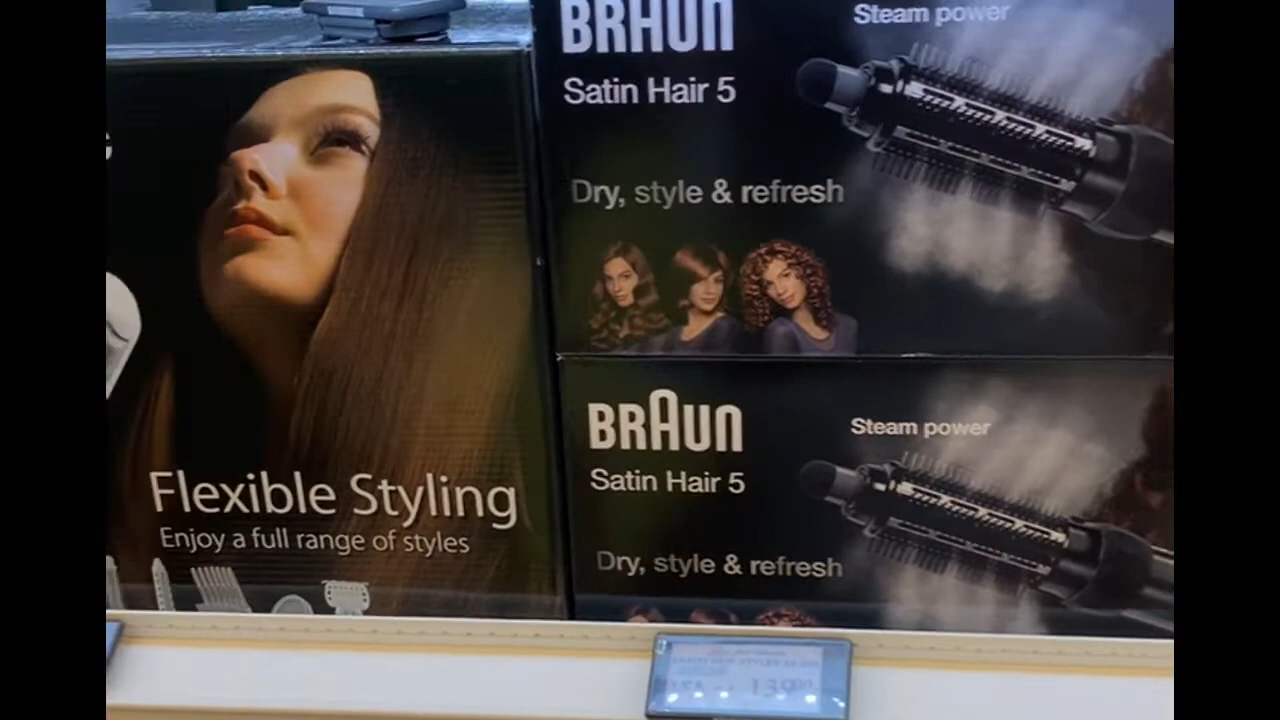 Flexible Styling
Enjoy a full range of styles
BRAUN
Satin Hair 5
Steam power
Dry, style & refresh
BRAUN
Satin Hair 5
Steam power
Dry, style & refresh